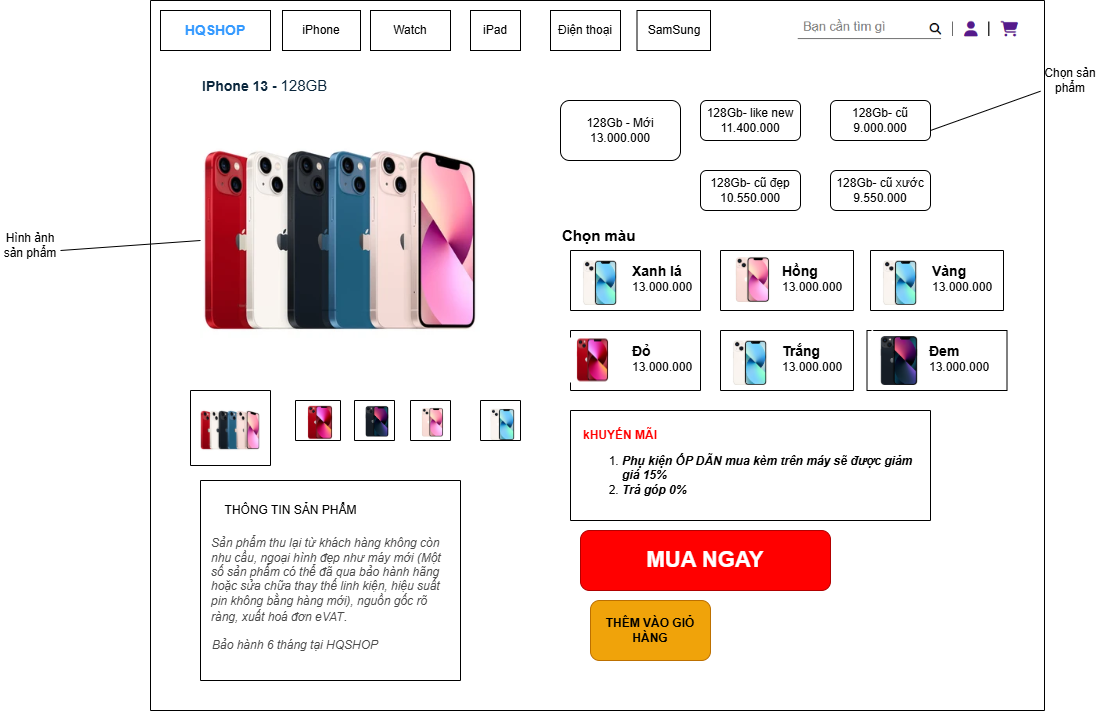 HQSHOP
iPhone
Watch
iPad
Điện thoại
SamSung
Bạn cần tìm gì
Chọn sản
phẩm
IPhone 13 - 128GB
128Gb - Mới
13.000.000
128Gb- like new
11.400.000
128Gb- cũ
9.000.000
128Gb- cũ đẹp
10.550.000
128Gb- cũ xước
9.550.000
Hình ảnh
sản phẩm
Chọn màu
Xanh lá
13.000.000
Hồng
13.000.000
Vàng
13.000.000
Đỏ
13.000.000
Trắng
13.000.000
Đem
13.000.000
kHUYẾN MÃI
1. Phụ kiện ỐP DÃN mua kèm trên máy sẽ được giảm
giá 15%
2. Trả góp 0%
THÔNG TIN SẢN PHẨM
Sản phẩm thu lại từ khách hàng không còn
nhu cầu, ngoại hình đẹp như máy mới (Một
số sản phẩm có thể đã qua bảo hành hãng
hoặc sửa chữa thay thế linh kiện, hiệu suất
pin không bằng hàng mới), nguồn gốc rõ
ràng, xuất hoá đơn eVAT.
Bảo hành 6 tháng tại HQSHOP
MUA NGAY
THÊM VÀO GIỎ
HÀNG